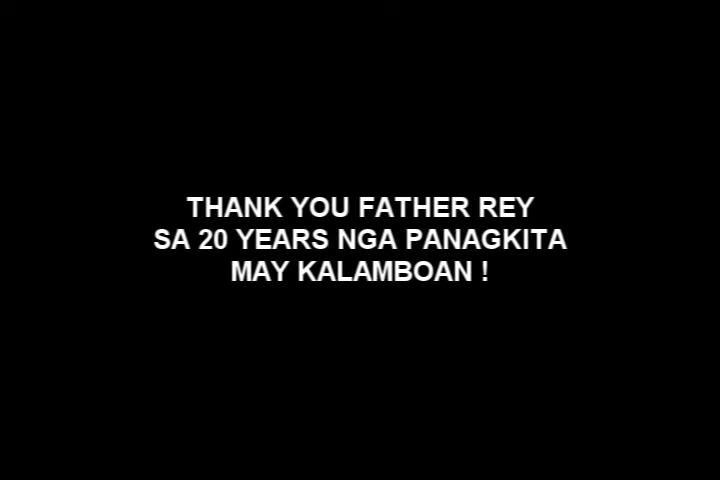 THANK YOU FATHER REY
SA 20 YEARS NGA PANAGKITA
MAY KALAMBOAN !